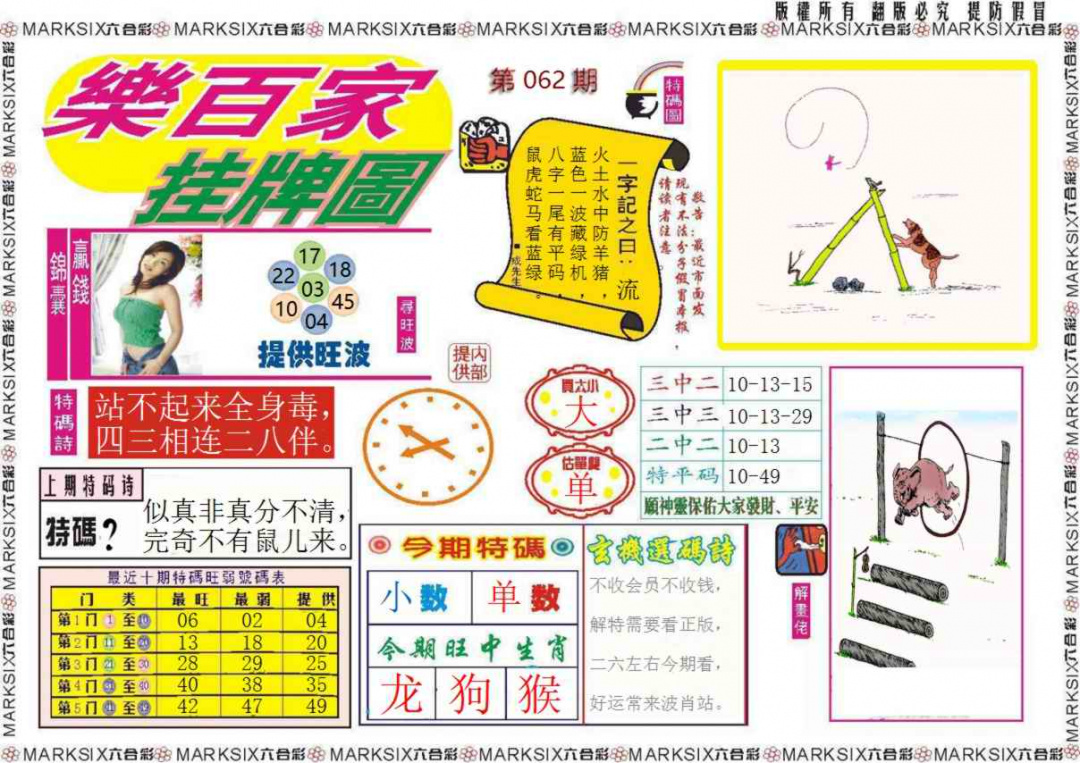 版權所有 翻版必究 提防假冒
MARKSIX六合彩 MARKSIX六合彩 MARKSIX六合彩 MARKSIX六合彩 MARKSIX六合彩 MARKSIX六合彩 MARKSIX六合彩
樂百家
挂牌圖
第 062 期
特碼圖
一字記之曰：流
火土水中防羊猪，
蓝色一波藏绿机，
八字一尾有平码，
鼠虎蛇马看蓝绿。
■成先生
敬告：最近市面发
现有不法分子假冒本报，
请读者注意。
贏錢
錦囊
17
22
18
03
10
45
04
尋旺波
提供旺波
内部
提供
特碼詩
站不起来全身毒，
四三相连二八伴。
買大小
大
估單雙
单
三中二 10-13-15
三中三 10-13-29
二中二 10-13
特平码 10-49
願神靈保佑大家發財、平安
上期特码诗
特碼？
似真非真分不清，
完奇不有鼠儿来。
最近十期特碼旺弱號碼表
门 类 最旺 最弱 提供
第1门 1 至 10 06 02 04
第2门 11 至 20 13 18 20
第3门 21 至 30 28 29 25
第4门 31 至 40 40 38 35
第5门 41 至 49 42 47 49
今期特碼
小数 单数
今期旺中生肖
龙 狗 猴
玄機選碼詩
不收会员不收钱，
解特需要看正版，
二六左右今期看，
好运常来波肖站。
解畫佬
MARKSIX六合彩 MARKSIX六合彩 MARKSIX六合彩 MARKSIX六合彩 MARKSIX六合彩 MARKSIX六合彩 MARKSIX六合彩